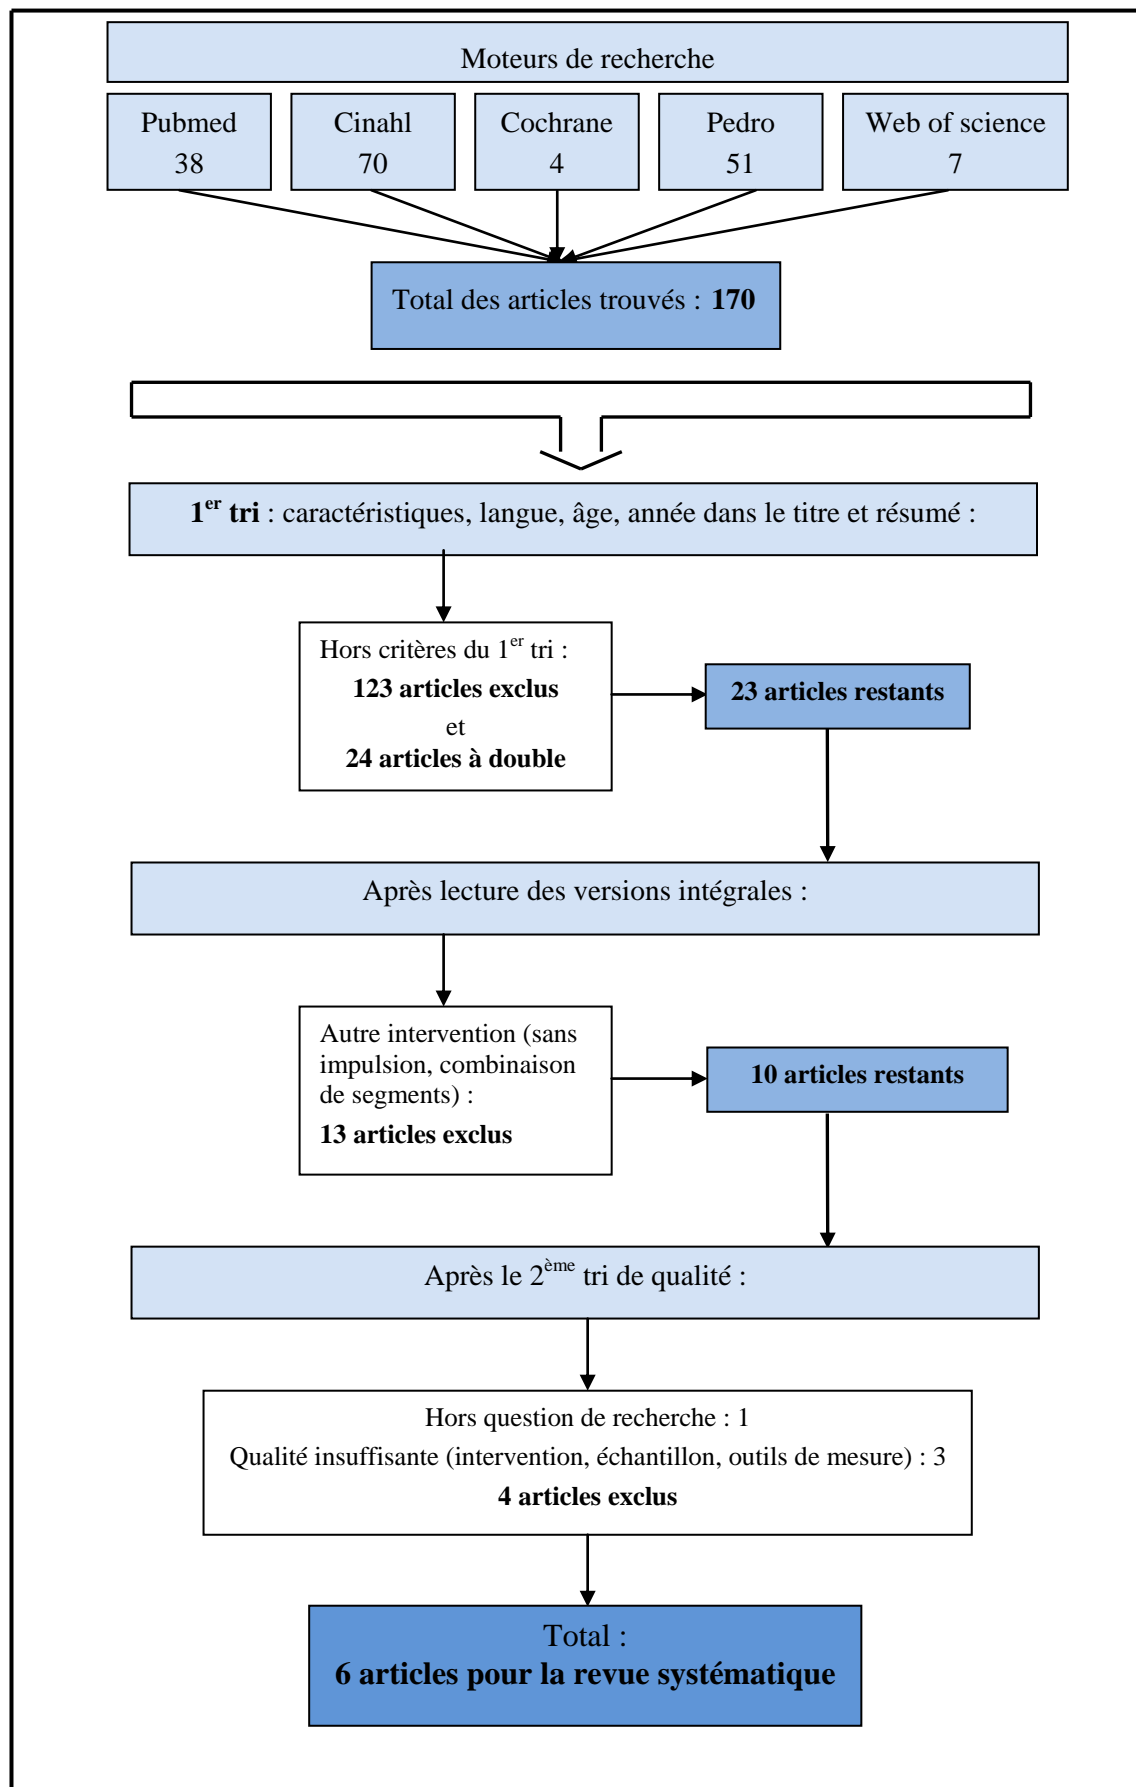 Moteurs de recherche
Pubmed
38
Cinahl
70
Cochrane
4
Pedro
51
Web of science
7
Total des articles trouvés : 170
1er tri : caractéristiques, langue, âge, année dans le titre et résumé :
Hors critères du 1er tri :
123 articles exclus
et
24 articles à double
23 articles restants
Après lecture des versions intégrales :
Autre intervention (sans
impulsion, combinaison
de segments) :
13 articles exclus
10 articles restants
Après le 2ème tri de qualité :
Hors question de recherche : 1
Qualité insuffisante (intervention, échantillon, outils de mesure) : 3
4 articles exclus
Total :
6 articles pour la revue systématique